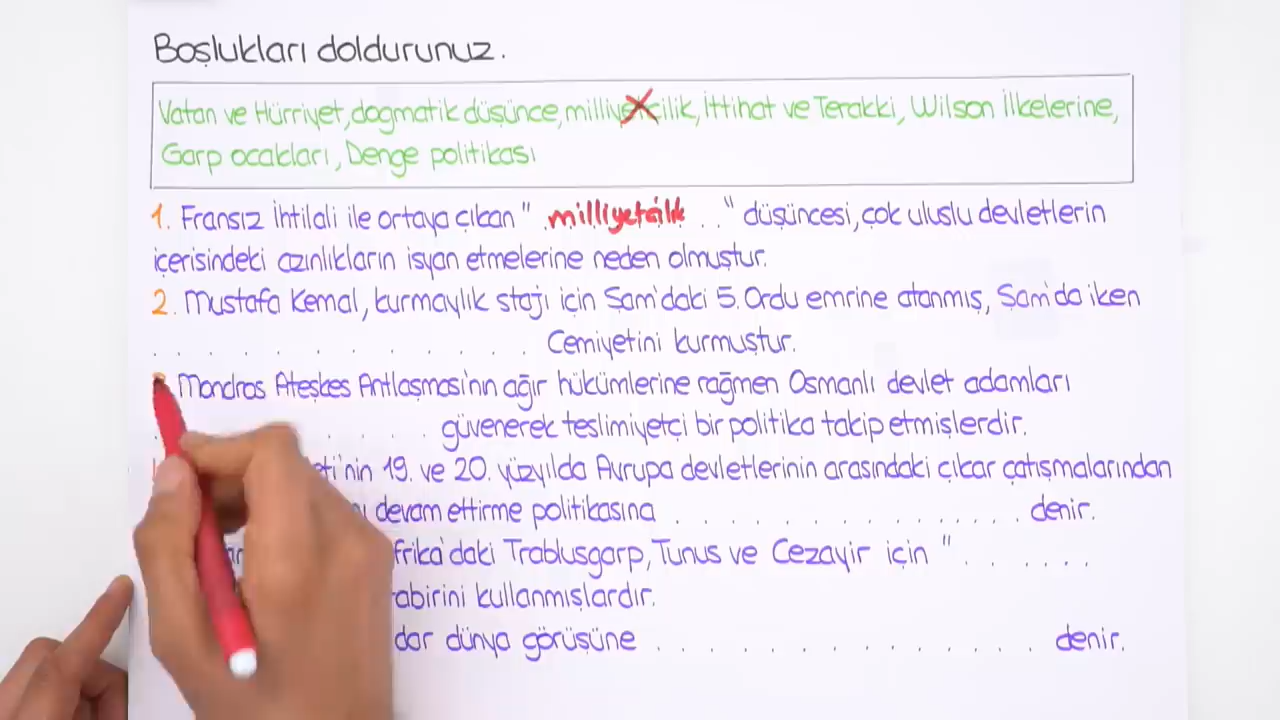 Boşlukları doldurunuz.
Vatan ve Hürriyet, dogmatik düşünce, milliyetçilik, İttihat ve Terakki, Wilson İlkelerine,
Garp ocakları, Denge politikası
1. Fransız İhtilali ile ortaya çıkan " . milliyetçilik . . " düşüncesi, çok uluslu devletlerin
içerisindeki azınlıkların isyan etmelerine neden olmuştur.
2. Mustafa Kemal, kurmaylık stajı için Şam'daki 5. Ordu emrine atanmış, Şam'da iken
. . . . . . . . . . . . . Cemiyetini kurmuştur.
Mondros Ateşkes Antlaşması'nın ağır hükümlerine rağmen Osmanlı devlet adamları
. . . . . güvenerek teslimiyetçi bir politika takip etmişlerdir.
eti'nin 19. ve 20. yüzyılda Avrupa devletlerinin arasındaki çıkar çatışmalarından
devam ettirme politikasına . . . . . . . . . . . . . denir.
frika'daki Trablusgarp, Tunus ve Cezayir için " . . . . .
abirini kullanmışlardır.
dar dünya görüşüne . . . . . . . . . . . . . . . denir.